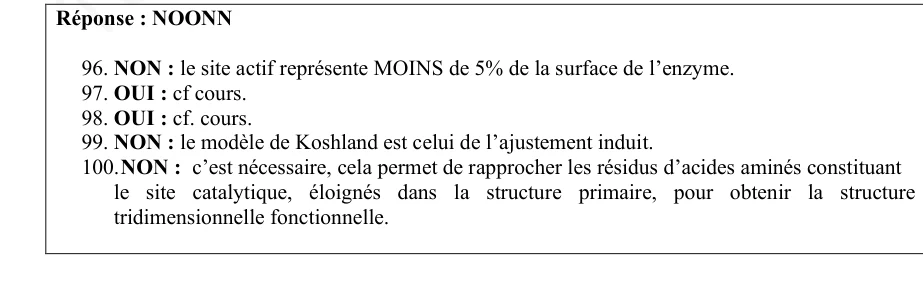 Réponse : NOONN
96. NON : le site actif représente MOINS de 5% de la surface de l’enzyme.
97. OUI : cf cours.
98. OUI : cf. cours.
99. NON : le modèle de Koshland est celui de l’ajustement induit.
100.NON : c’est nécessaire, cela permet de rapprocher les résidus d’acides aminés constituant
le site catalytique, éloignés dans la structure primaire, pour obtenir la structure
tridimensionnelle fonctionnelle.